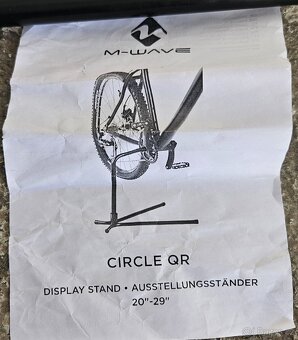 M-WAVE
CIRCLE QR
DISPLAY STAND • AUSSTELLUNGSSTÄNDER
20"-29"